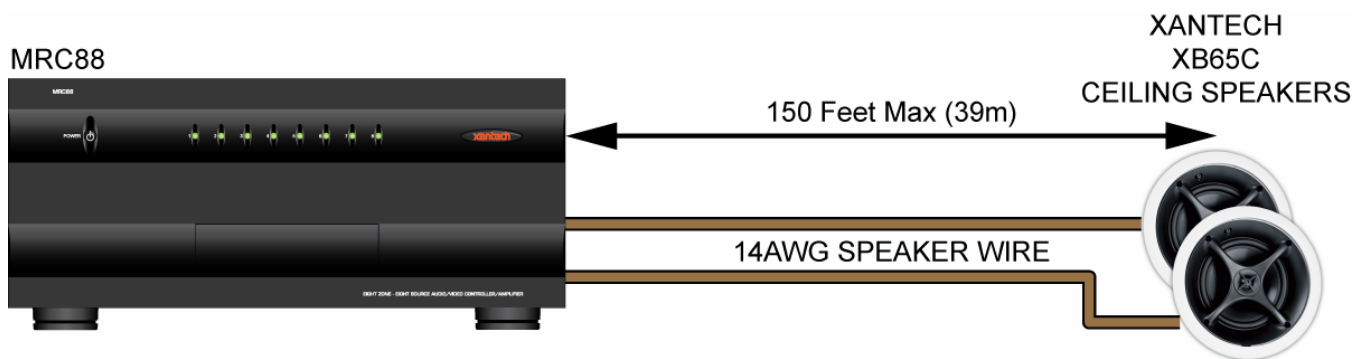 XANTECH
XB65C
CEILING SPEAKERS
MRC88
MRC88
150 Feet Max (39m)
POWER
1 2 3 4 5 6 7 8
xantech
14AWG SPEAKER WIRE
EIGHT ZONE - EIGHT SOURCE AUDIO/VIDEO CONTROLLER/AMPLIFIER